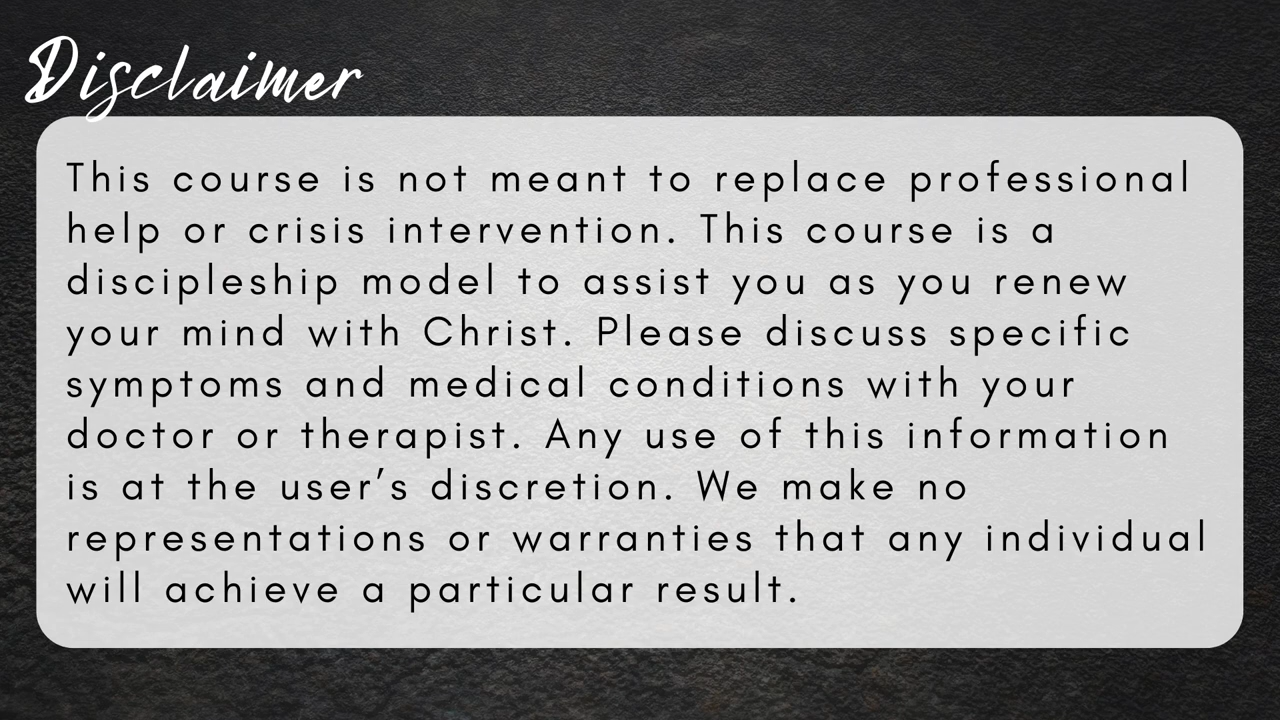 Disclaimer
This course is not meant to replace professional
help or crisis intervention. This course is a
discipleship model to assist you as you renew
your mind with Christ. Please discuss specific
symptoms and medical conditions with your
doctor or therapist. Any use of this information
is at the user’s discretion. We make no
representations or warranties that any individual
will achieve a particular result.